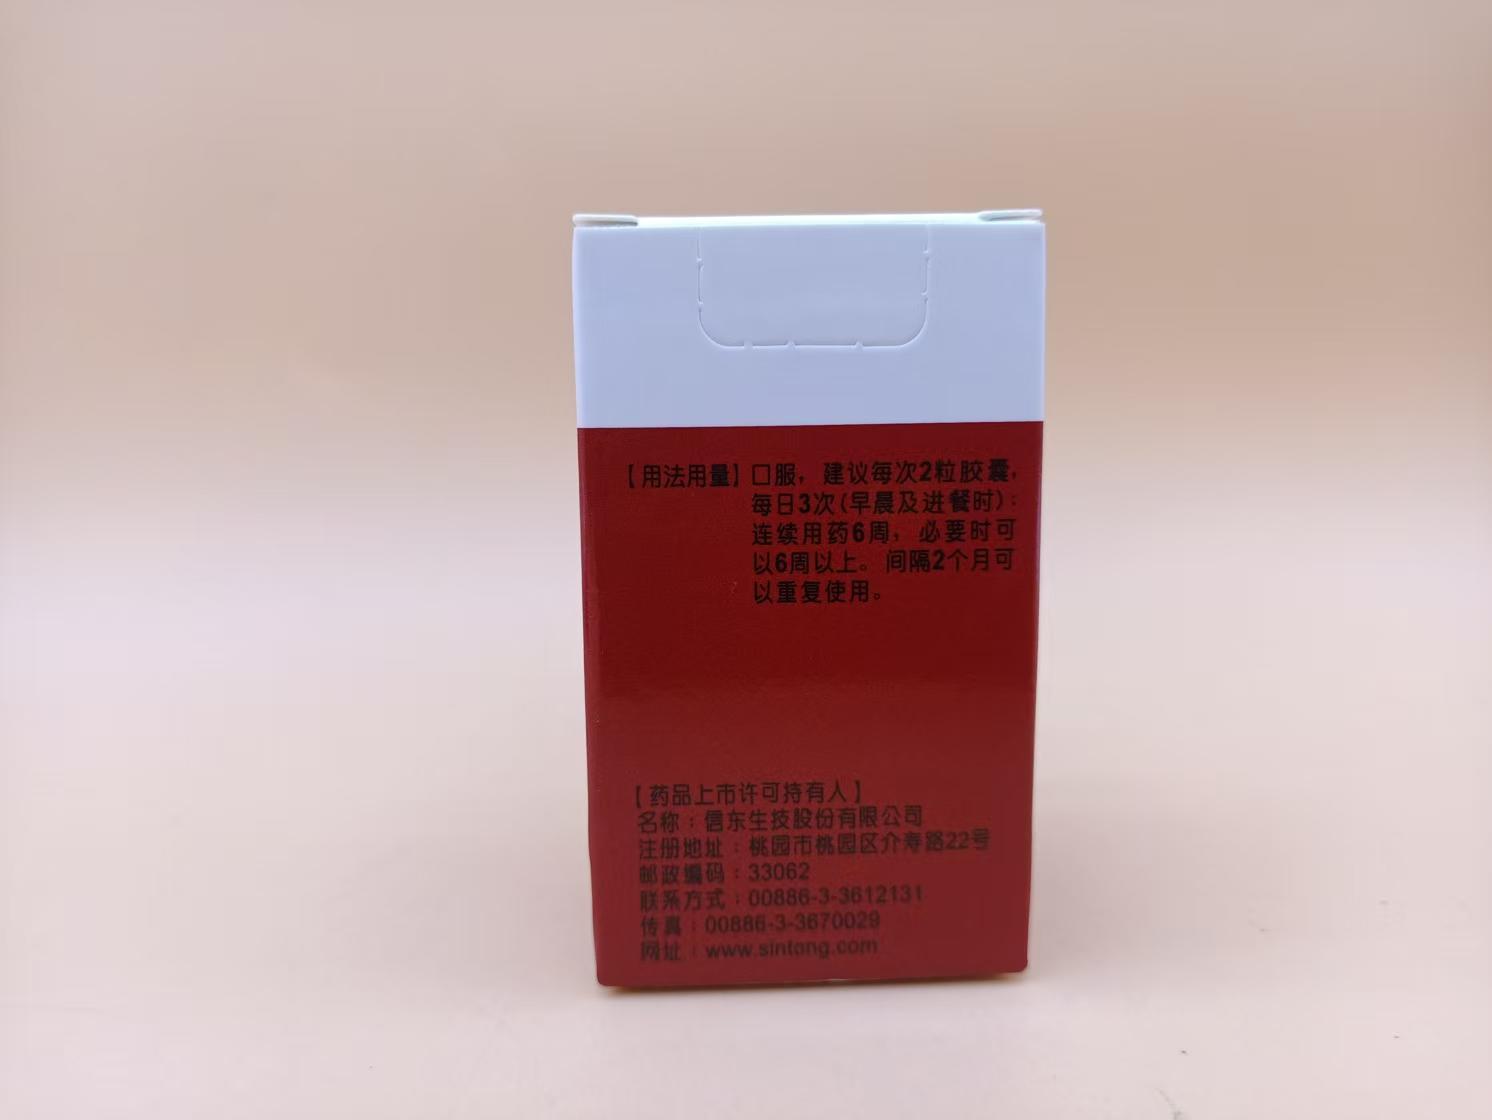 【用法用量】口服，建议每次2粒胶囊，
每日3次(早晨及进餐时)：
连续用药6周，必要时可
以6周以上。间隔2个月可
以重复使用。
【药品上市许可持有人】
名称：信东生技股份有限公司
注册地址：桃园市桃园区介寿路22号
邮政编码：33062
联系方式：00886-3-3612131
传真：00886-3-3670029
网址：www.sintong.com